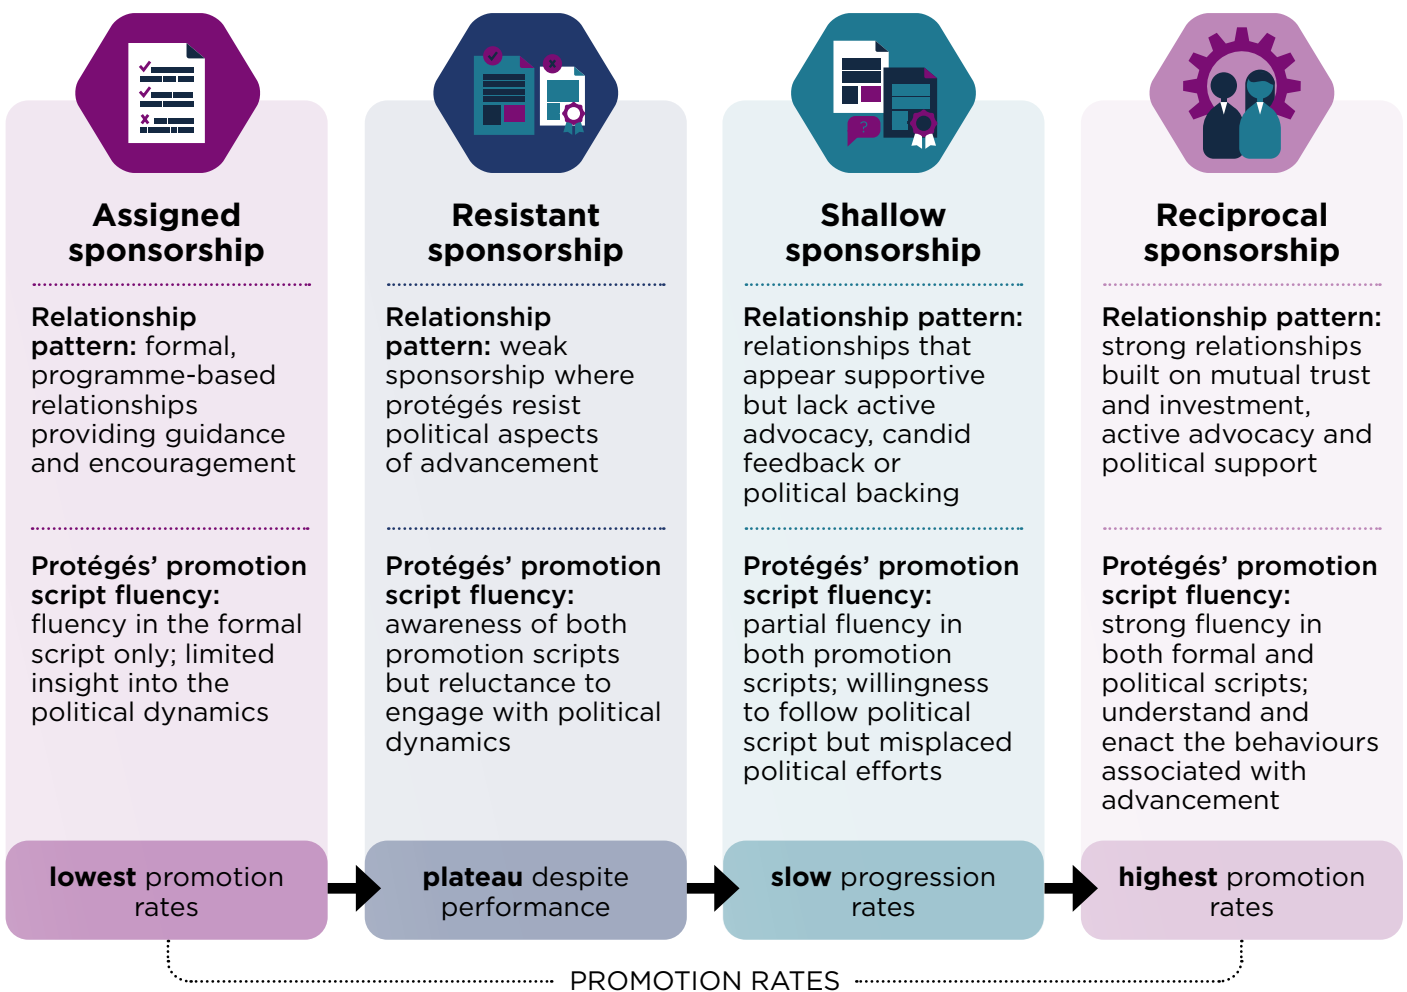 Assigned
sponsorship
Relationship
pattern: formal,
programme-based
relationships
providing guidance
and encouragement
Protégés’ promotion
script fluency:
fluency in the formal
script only; limited
insight into the
political dynamics
lowest promotion
rates
Resistant
sponsorship
Relationship
pattern: weak
sponsorship where
protégés resist
political aspects
of advancement
Protégés’ promotion
script fluency:
awareness of both
promotion scripts
but reluctance to
engage with political
dynamics
plateau despite
performance
?
Shallow
sponsorship
Relationship pattern:
relationships that
appear supportive
but lack active
advocacy, candid
feedback or
political backing
Protégés’ promotion
script fluency:
partial fluency in
both promotion
scripts; willingness
to follow political
script but misplaced
political efforts
slow progression
rates
Reciprocal
sponsorship
Relationship pattern:
strong relationships
built on mutual trust
and investment,
active advocacy and
political support
Protégés’ promotion
script fluency:
strong fluency in
both formal and
political scripts;
understand and
enact the behaviours
associated with
advancement
highest promotion
rates
PROMOTION RATES